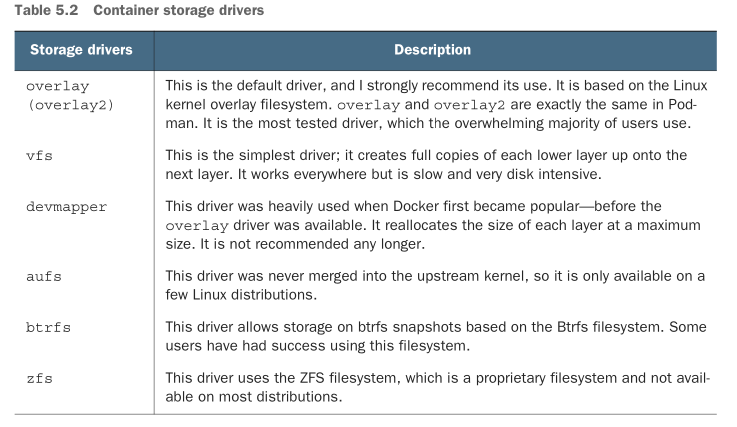 Table 5.2 Container storage drivers
Storage drivers
Description
overlay
(overlay2)
This is the default driver, and I strongly recommend its use. It is based on the Linux
kernel overlay filesystem. overlay and overlay2 are exactly the same in Pod-
man. It is the most tested driver, which the overwhelming majority of users use.
vfs
This is the simplest driver; it creates full copies of each lower layer up onto the
next layer. It works everywhere but is slow and very disk intensive.
devmapper
This driver was heavily used when Docker first became popular—before the
overlay driver was available. It reallocates the size of each layer at a maximum
size. It is not recommended any longer.
aufs
This driver was never merged into the upstream kernel, so it is only available on a
few Linux distributions.
btrfs
This driver allows storage on btrfs snapshots based on the Btrfs filesystem. Some
users have had success using this filesystem.
zfs
This driver uses the ZFS filesystem, which is a proprietary filesystem and not avail-
able on most distributions.